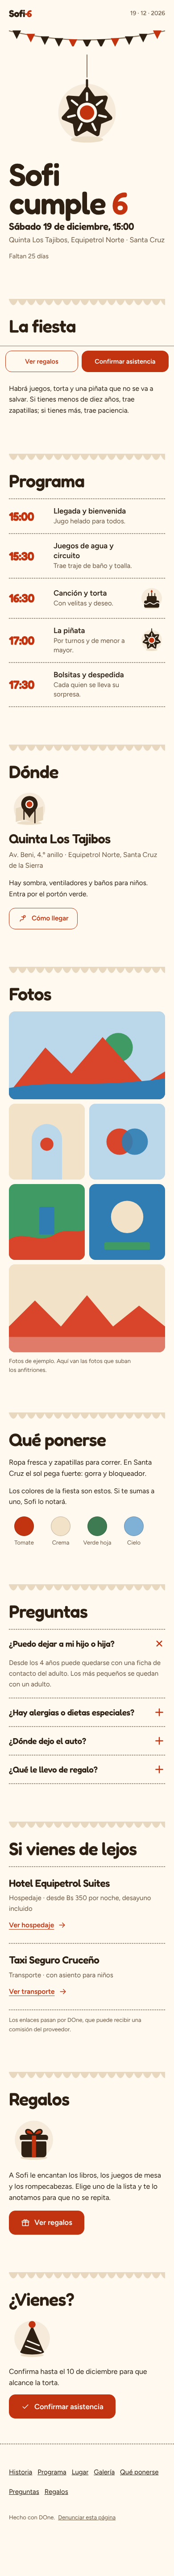 Sofi·6
19 · 12 · 2026
Sofi
cumple 6
Sábado 19 de diciembre, 15:00
Quinta Los Tajibos, Equipetrol Norte · Santa Cruz
Faltan 25 días
La fiesta
Ver regalos
Confirmar asistencia
Habrá juegos, torta y una piñata que no se va a
salvar. Si tienes menos de diez años, trae
zapatillas; si tienes más, trae paciencia.
Programa
15:00
Llegada y bienvenida
Jugo helado para todos.
15:30
Juegos de agua y
circuito
Trae traje de baño y toalla.
16:30
Canción y torta
Con velitas y deseo.
17:00
La piñata
Por turnos y de menor a
mayor.
17:30
Bolsitas y despedida
Cada quien se lleva su
sorpresa.
Dónde
Quinta Los Tajibos
Av. Beni, 4.º anillo · Equipetrol Norte, Santa Cruz
de la Sierra
Hay sombra, ventiladores y baños para niños.
Entra por el portón verde.
Cómo llegar
Fotos
Fotos de ejemplo. Aquí van las fotos que suban
los anfitriones.
Qué ponerse
Ropa fresca y zapatillas para correr. En Santa
Cruz el sol pega fuerte: gorra y bloqueador.
Los colores de la fiesta son estos. Si te sumas a
uno, Sofi lo notará.
Tomate
Crema
Verde hoja
Cielo
Preguntas
¿Puedo dejar a mi hijo o hija?
Desde los 4 años puede quedarse con una ficha de
contacto del adulto. Los más pequeños se quedan
con un adulto.
¿Hay alergias o dietas especiales?
¿Dónde dejo el auto?
¿Qué le llevo de regalo?
Si vienes de lejos
Hotel Equipetrol Suites
Hospedaje · desde Bs 350 por noche, desayuno
incluido
Ver hospedaje
Taxi Seguro Cruceño
Transporte · con asiento para niños
Ver transporte
Los enlaces pasan por DOne, que puede recibir una
comisión del proveedor.
Regalos
A Sofi le encantan los libros, los juegos de mesa
y los rompecabezas. Elige uno de la lista y te lo
anotamos para que no se repita.
Ver regalos
¿Vienes?
Confirma hasta el 10 de diciembre para que
alcance la torta.
Confirmar asistencia
Historia Programa Lugar Galería Qué ponerse
Preguntas Regalos
Hecho con DOne. Denunciar esta página